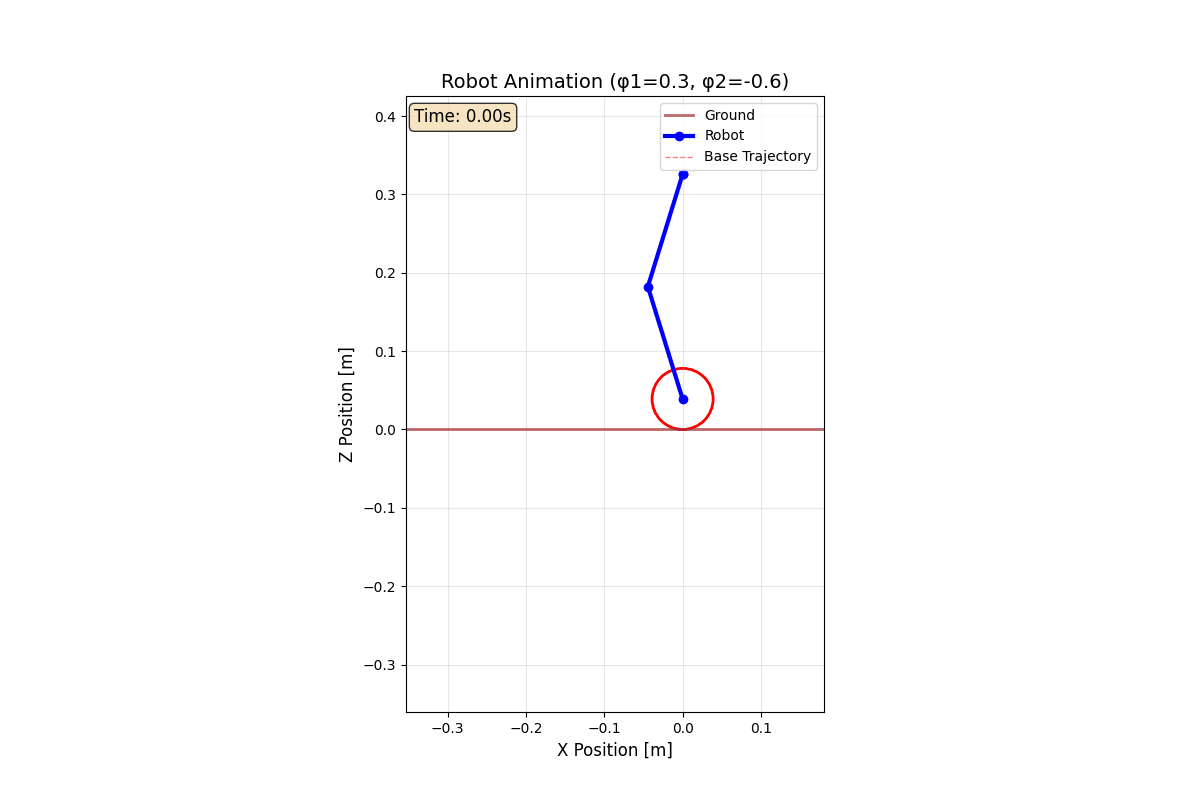 Robot Animation (φ1=0.3, φ2=-0.6)
Time: 0.00s
Ground
Robot
Base Trajectory
Z Position [m]
0.4
0.3
0.2
0.1
0.0
−0.1
−0.2
−0.3
−0.3
−0.2
−0.1
0.0
0.1
X Position [m]